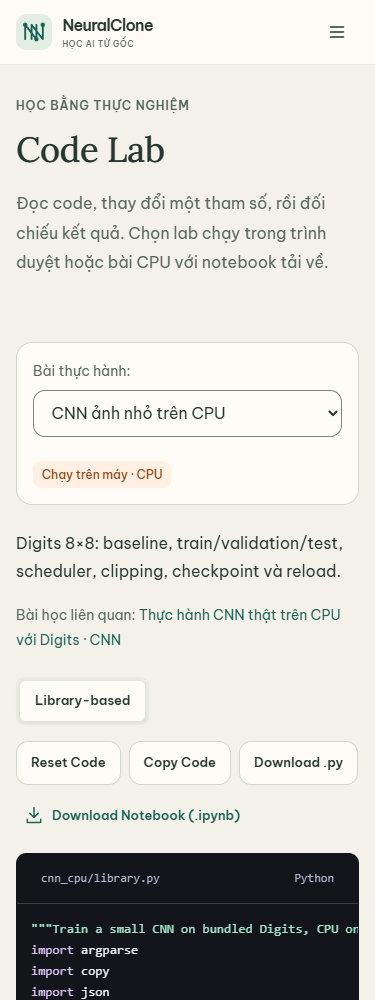 NeuralClone
HỌC AI TỪ GỐC
HỌC BẰNG THỰC NGHIỆM
Code Lab
Đọc code, thay đổi một tham số, rồi đối
chiếu kết quả. Chọn lab chạy trong trình
duyệt hoặc bài CPU với notebook tải về.
Bài thực hành:
CNN ảnh nhỏ trên CPU
Chạy trên máy · CPU
Digits 8×8: baseline, train/validation/test,
scheduler, clipping, checkpoint và reload.
Bài học liên quan: Thực hành CNN thật trên CPU
với Digits · CNN
Library-based
Reset Code
Copy Code
Download .py
Download Notebook (.ipynb)
cnn_cpu/library.py
Python
"""Train a small CNN on bundled Digits, CPU on
import argparse
import copy
import json